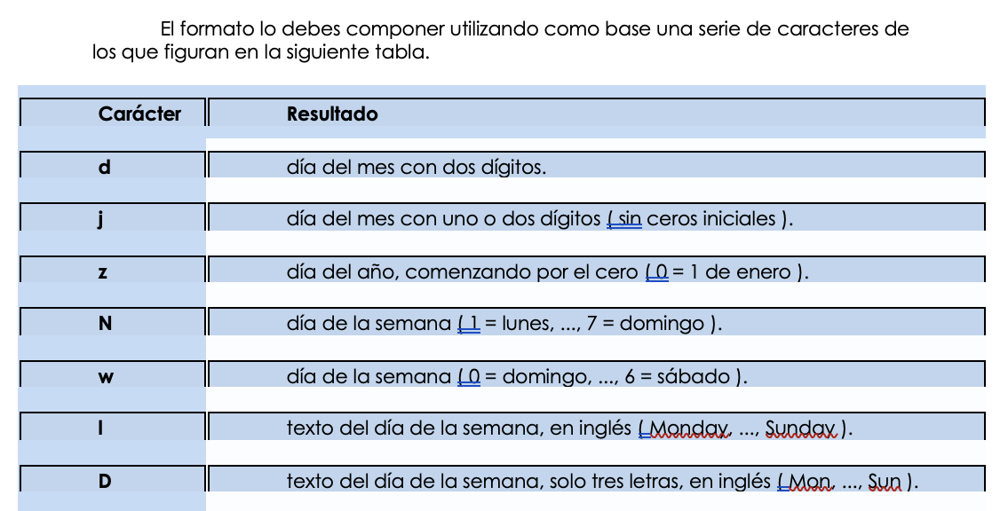 El formato lo debes componer utilizando como base una serie de caracteres de
los que figuran en la siguiente tabla.
Carácter Resultado
d día del mes con dos dígitos.
j día del mes con uno o dos dígitos ( sin ceros iniciales ).
z día del año, comenzando por el cero ( 0 = 1 de enero ).
N día de la semana ( 1 = lunes, ..., 7 = domingo ).
w día de la semana ( 0 = domingo, ..., 6 = sábado ).
l texto del día de la semana, en inglés ( Monday, ..., Sunday ).
D texto del día de la semana, solo tres letras, en inglés ( Mon, ..., Sun ).